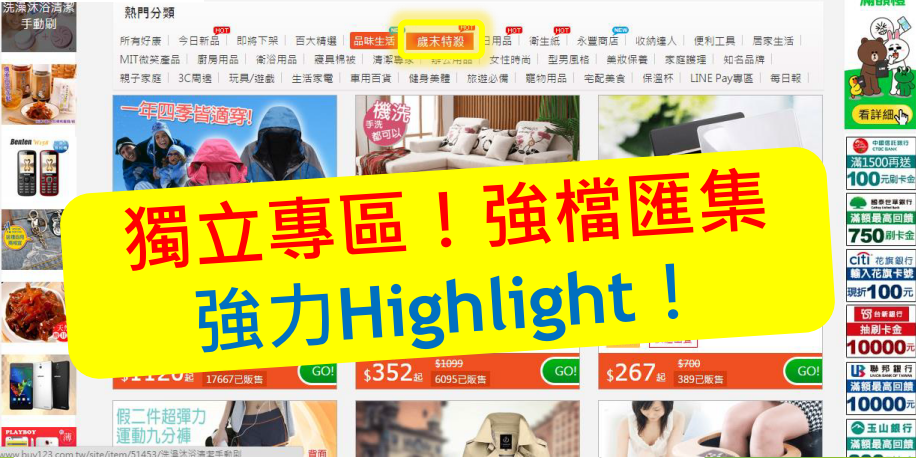 洗澡沐浴清潔
手動刷
熱門分類
所有好康 今日新品 即將下架 百大精選 品味生活 歲末特殺 日用品 衛生紙 永豐商店 收納達人 便利工具 居家生活
HOT HOT HOT HOT NEW
MIT微笑產品 廚房用品 衛浴用品 寢具棉被 清潔專家 辦公用品 女性時尚 型男風格 美妝保養 家庭護理 知名品牌
親子家庭 3C周邊 玩具/遊戲 生活家電 車用百貨 健身美體 旅遊必備 寵物用品 宅配美食 保溫杯 LINE Pay專區 每日報
一年四季皆適穿!
機洗
手洗
都可以
獨立專區!強檔匯集
強力Highlight!
起 17667已販售 GO!
$352起 $1099 6095已販售 GO!
$267起 $700 389已販售 GO!
假二件超彈力
運動九分褲
Benten
PLAYBOY
www.buy123.com.tw/site/item/51453/洗澡沐浴清潔手動刷
滿額禮
看詳細
中國信託銀行
CTBC BANK
滿1500再送
100元刷卡金
國泰世華銀行
滿額最高回饋
750刷卡金
citi 花旗銀行
輸入花旗卡號
現折100元
台新銀行
抽刷卡金
10000元
聯邦銀行
UNION BANK OF TAIWAN
滿額最高回饋
10000元
玉山銀行
滿額最高回饋